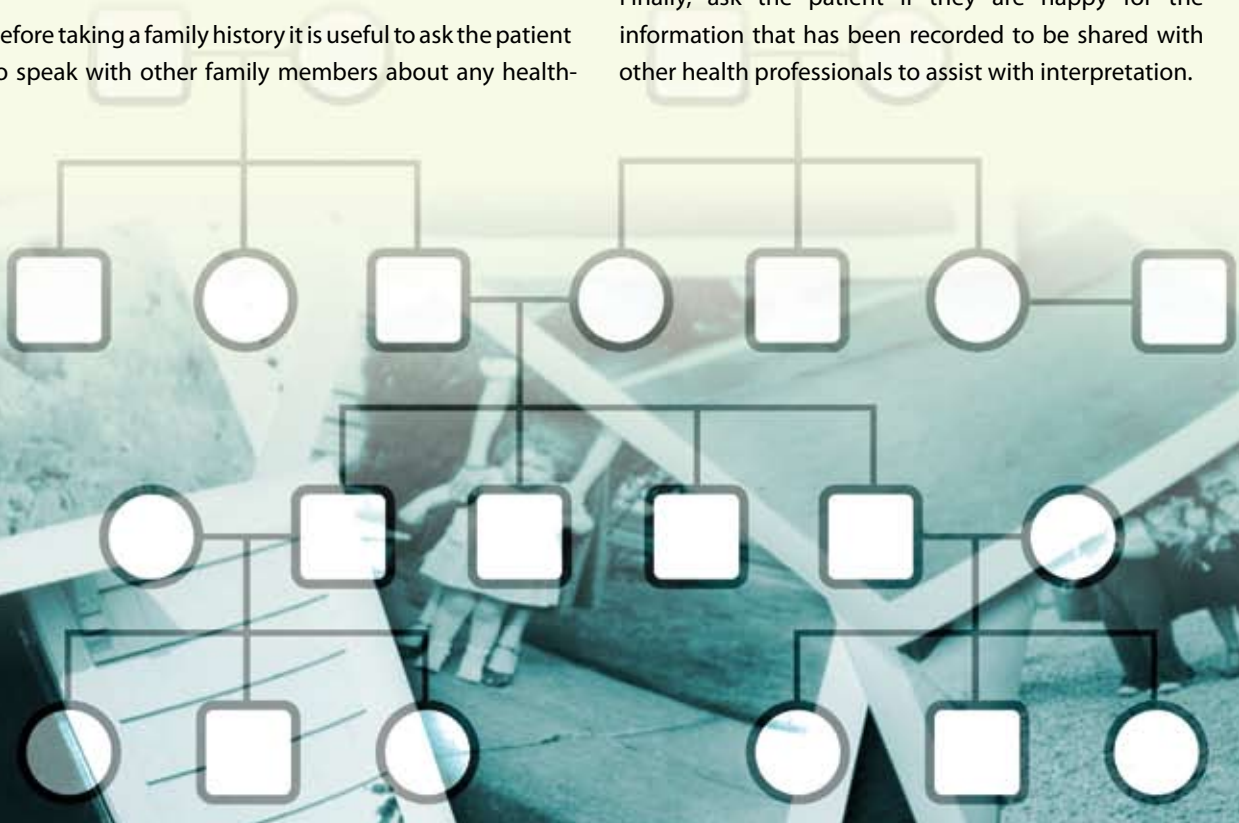 efore taking a family history it is useful to ask the patient
o speak with other family members about any health-
Finally, ask the patient if they are happy for the
information that has been recorded to be shared with
other health professionals to assist with interpretation.